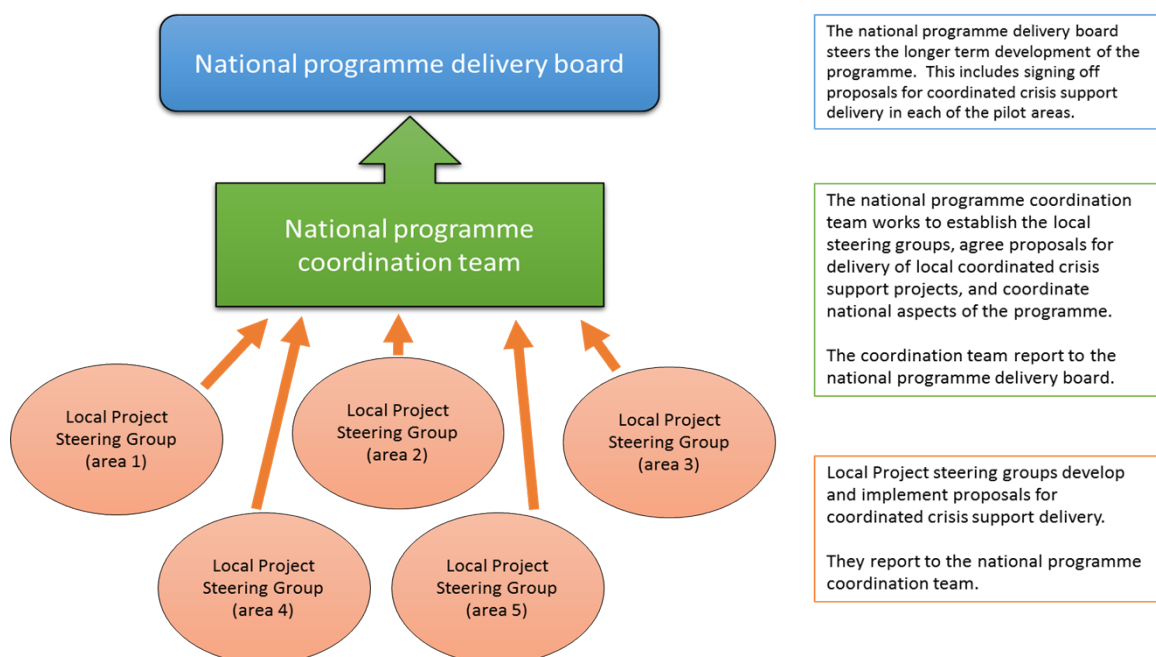 National programme delivery board
The national programme delivery board
steers the longer term development of the
programme.  This includes signing off
proposals for coordinated crisis support
delivery in each of the pilot areas.
National programme
coordination team
The national programme coordination
team works to establish the local
steering groups, agree proposals for
delivery of local coordinated crisis
support projects, and coordinate
national aspects of the programme.
The coordination team report to the
national programme delivery board.
Local Project
Steering Group
(area 1)
Local Project
Steering Group
(area 2)
Local Project
Steering Group
(area 3)
Local Project
Steering Group
(area 4)
Local Project
Steering Group
(area 5)
Local Project steering groups develop
and implement proposals for
coordinated crisis support delivery.
They report to the national programme
coordination team.